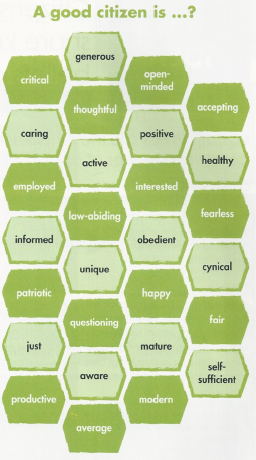 A good citizen is ...?
generous
critical
open-
minded
thoughtful
accepting
caring
positive
active
healthy
employed
interested
law-abiding
fearless
informed
obedient
unique
cynical
patriotic
happy
questioning
fair
just
mature
aware
self-
sufficient
productive
modern
average